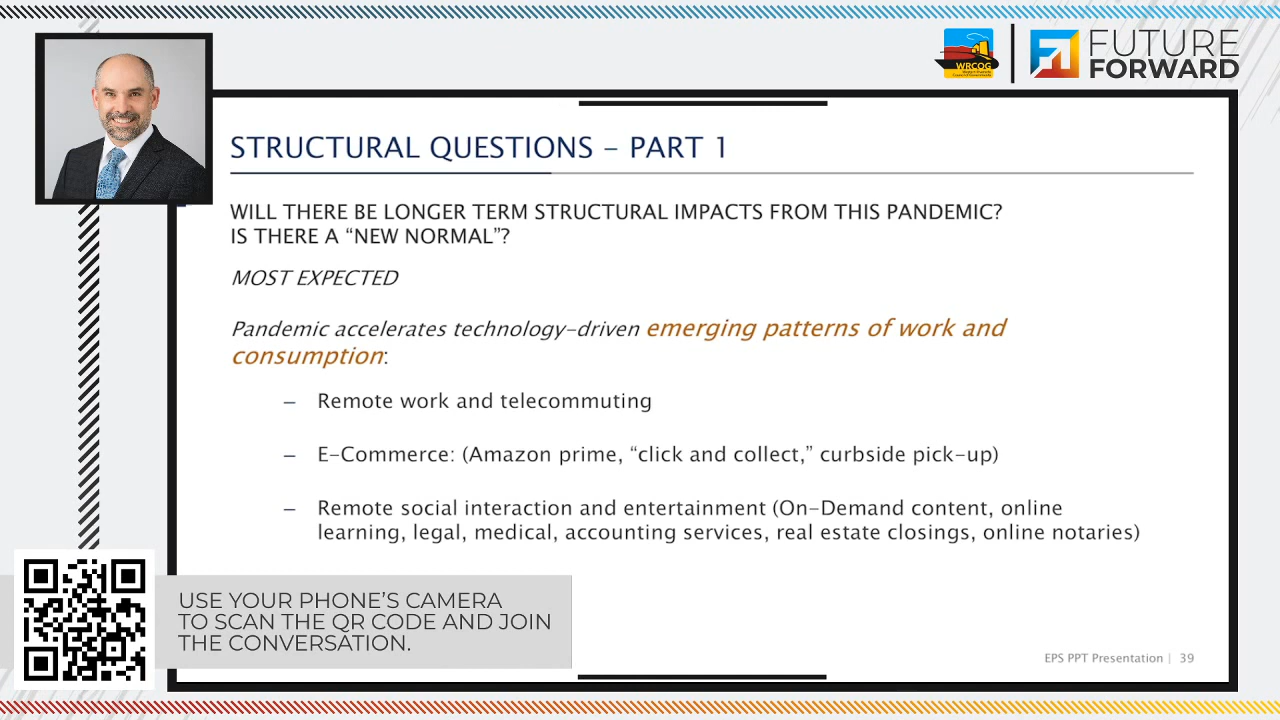 WRCOG
FUTURE
FORWARD
STRUCTURAL QUESTIONS – PART 1
WILL THERE BE LONGER TERM STRUCTURAL IMPACTS FROM THIS PANDEMIC?
IS THERE A “NEW NORMAL”?
MOST EXPECTED
Pandemic accelerates technology-driven emerging patterns of work and
consumption:
– Remote work and telecommuting
– E-Commerce: (Amazon prime, “click and collect,” curbside pick-up)
– Remote social interaction and entertainment (On-Demand content, online
learning, legal, medical, accounting services, real estate closings, online notaries)
USE YOUR PHONE’S CAMERA
TO SCAN THE QR CODE AND JOIN
THE CONVERSATION.
EPS PPT Presentation | 39